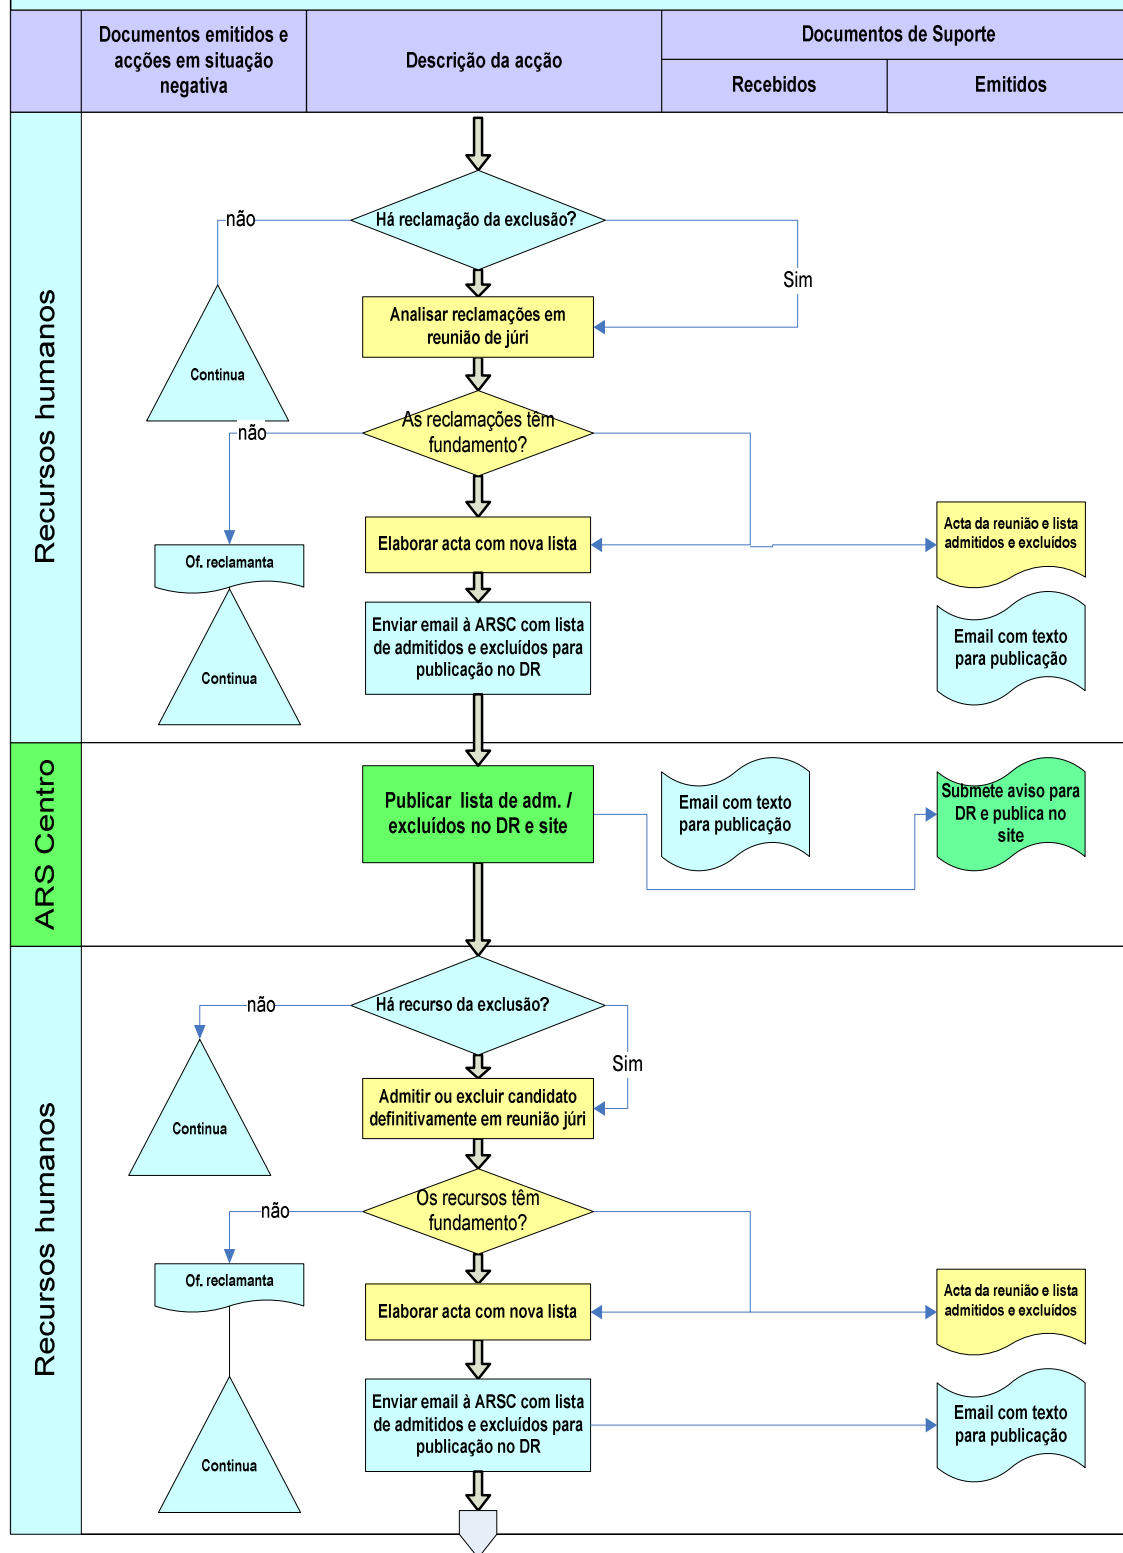 Documentos emitidos e
acções em situação
negativa
Descrição da acção
Documentos de Suporte
Recebidos
Emitidos
Recursos humanos
Há reclamação da exclusão?
não
Sim
Continua
Analisar reclamações em
reunião de júri
As reclamações têm
fundamento?
não
Of. reclamanta
Continua
Elaborar acta com nova lista
Acta da reunião e lista
admitidos e excluídos
Enviar email à ARSC com lista
de admitidos e excluídos para
publicação no DR
Email com texto
para publicação
ARS Centro
Publicar lista de adm. /
excluídos no DR e site
Email com texto
para publicação
Submete aviso para
DR e publica no
site
Recursos humanos
Há recurso da exclusão?
não
Sim
Continua
Admitir ou excluir candidato
definitivamente em reunião júri
Os recursos têm
fundamento?
não
Of. reclamanta
Continua
Elaborar acta com nova lista
Acta da reunião e lista
admitidos e excluídos
Enviar email à ARSC com lista
de admitidos e excluídos para
publicação no DR
Email com texto
para publicação